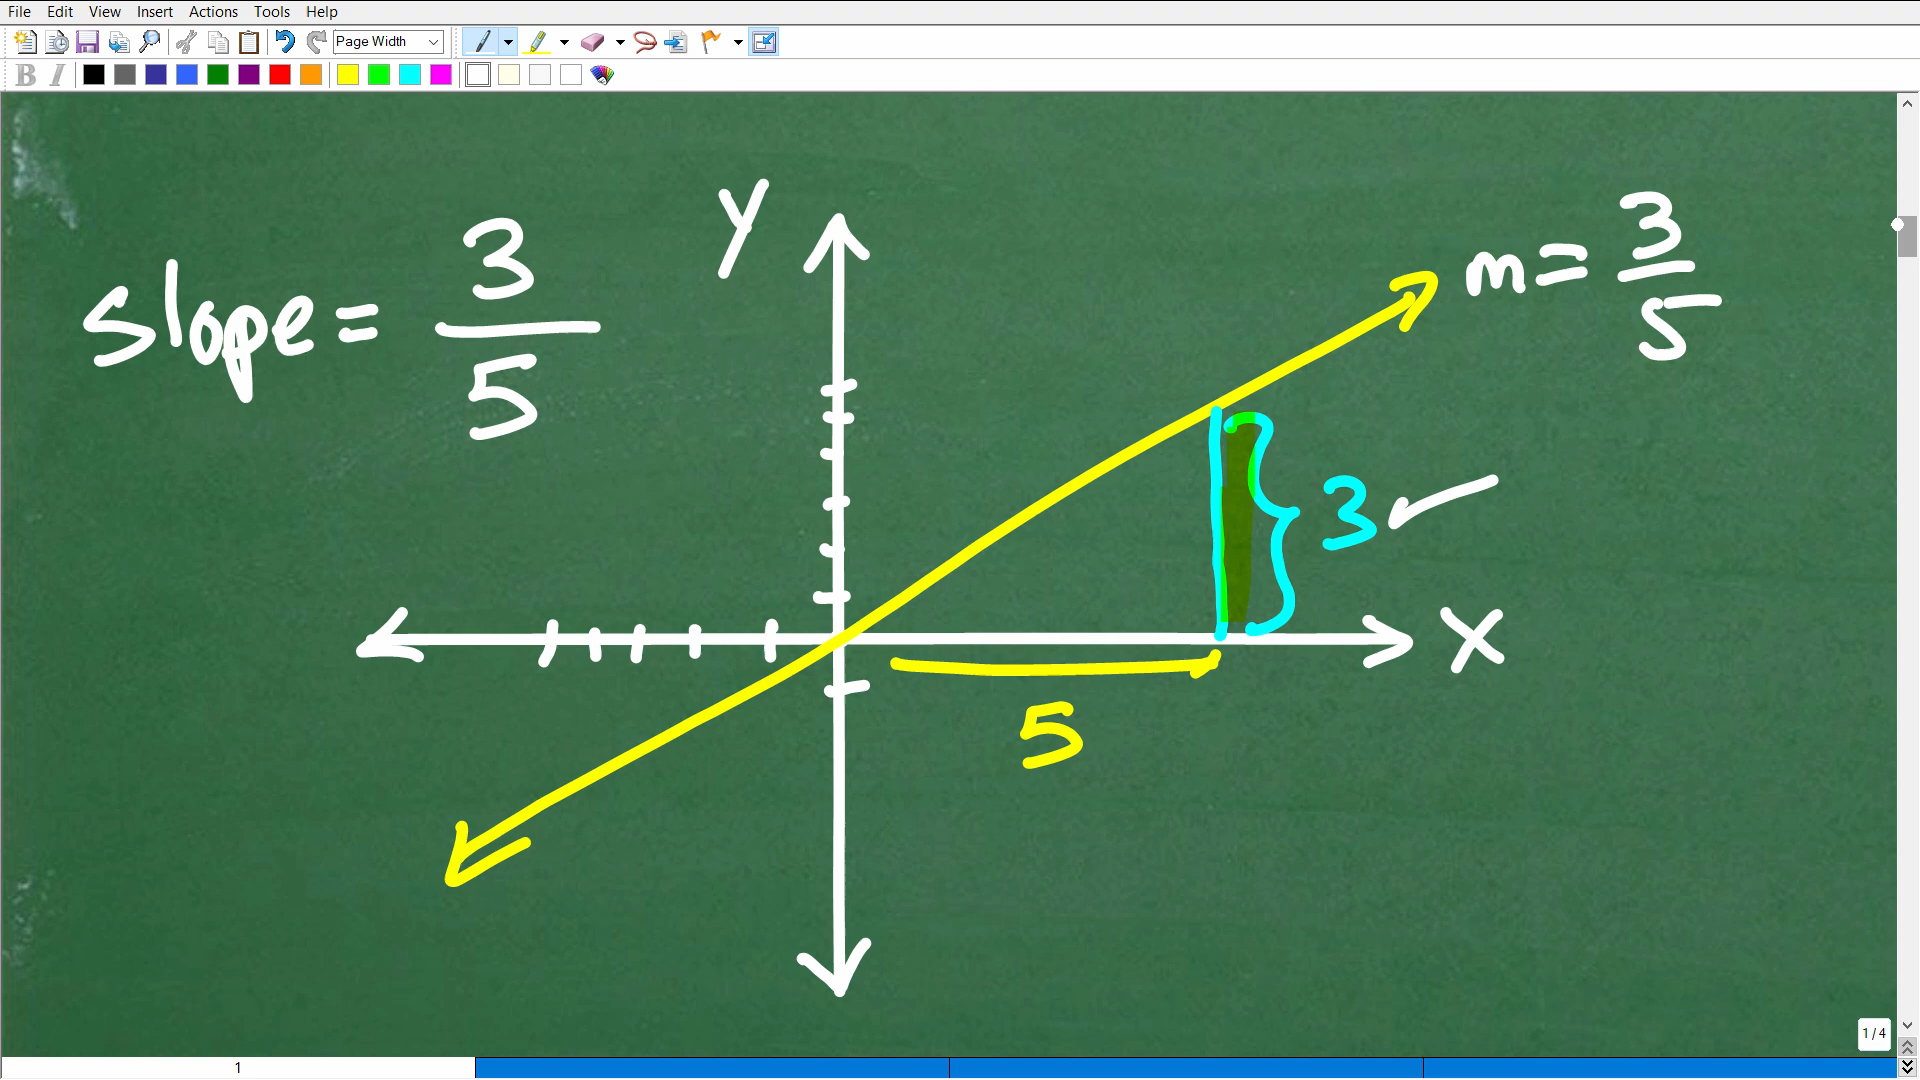 File Edit View Insert Actions Tools Help
Page Width
B I
y
slope = 3/5
m = 3/5
3
x
5
1 / 4
1